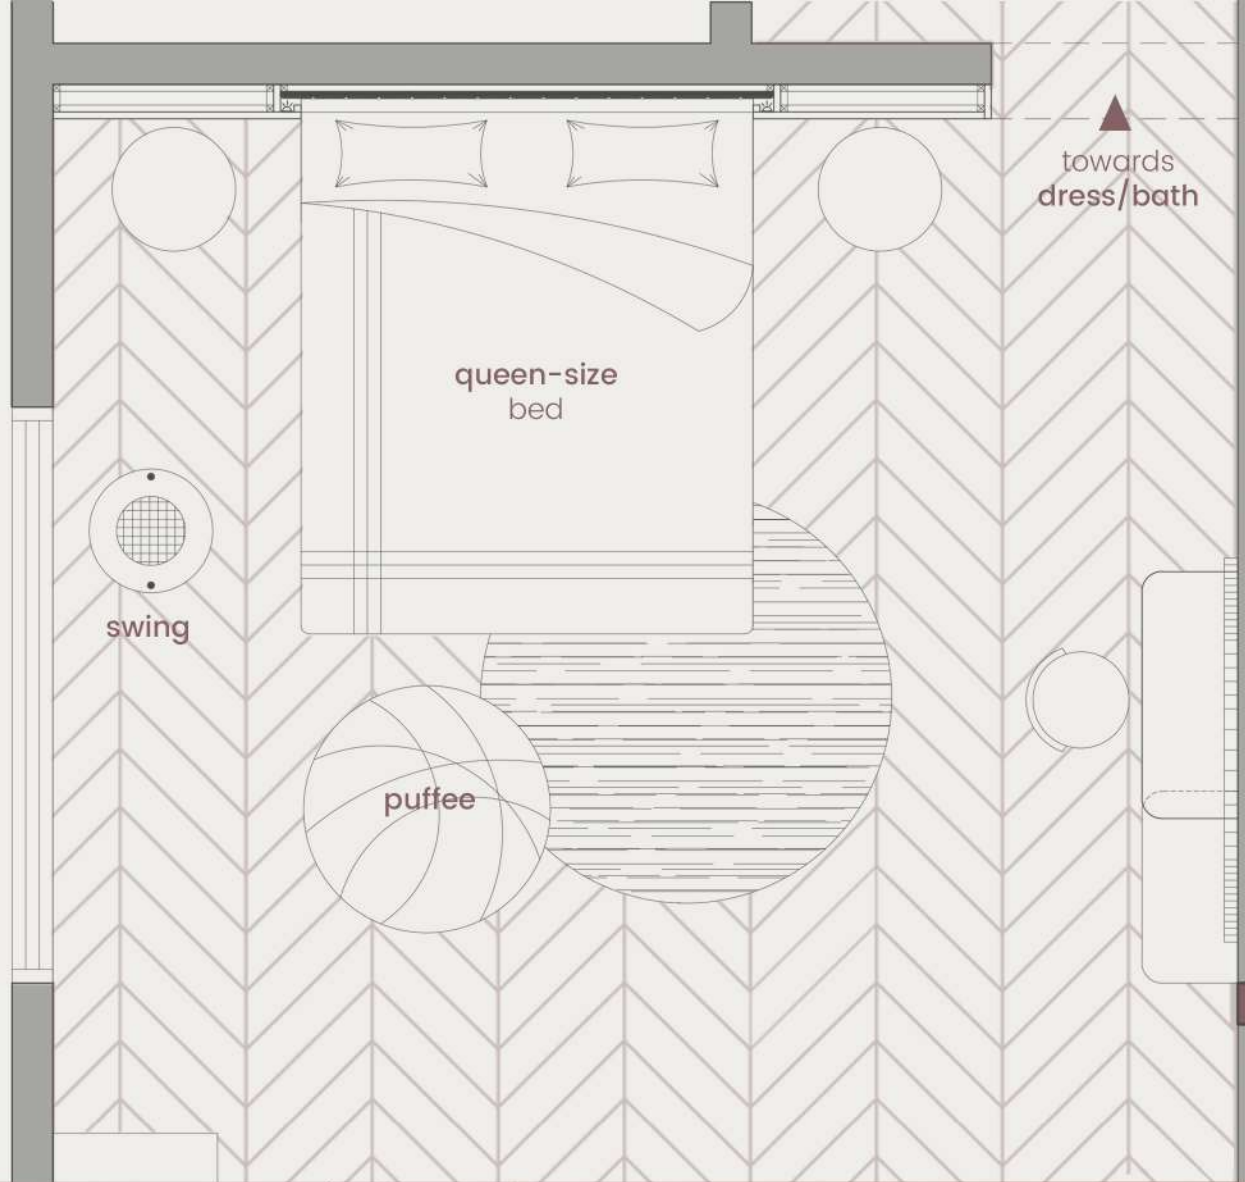 towards
dress/bath
queen-size
bed
swing
puffee